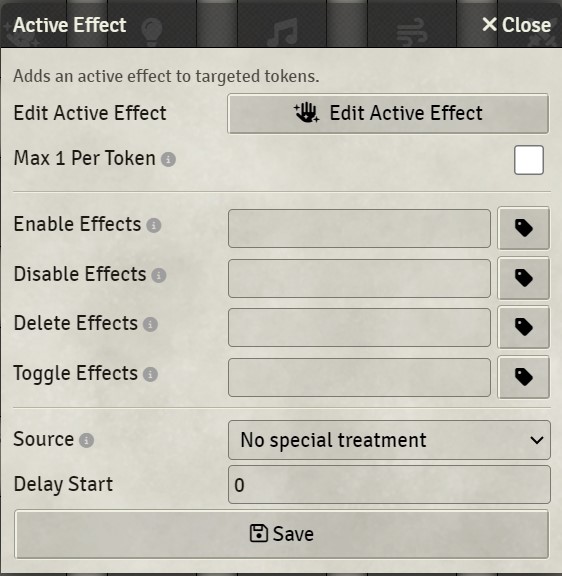 Active Effect
Close
Adds an active effect to targeted tokens.
Edit Active Effect
Edit Active Effect
Max 1 Per Token
Enable Effects
Disable Effects
Delete Effects
Toggle Effects
Source
No special treatment
Delay Start
0
Save